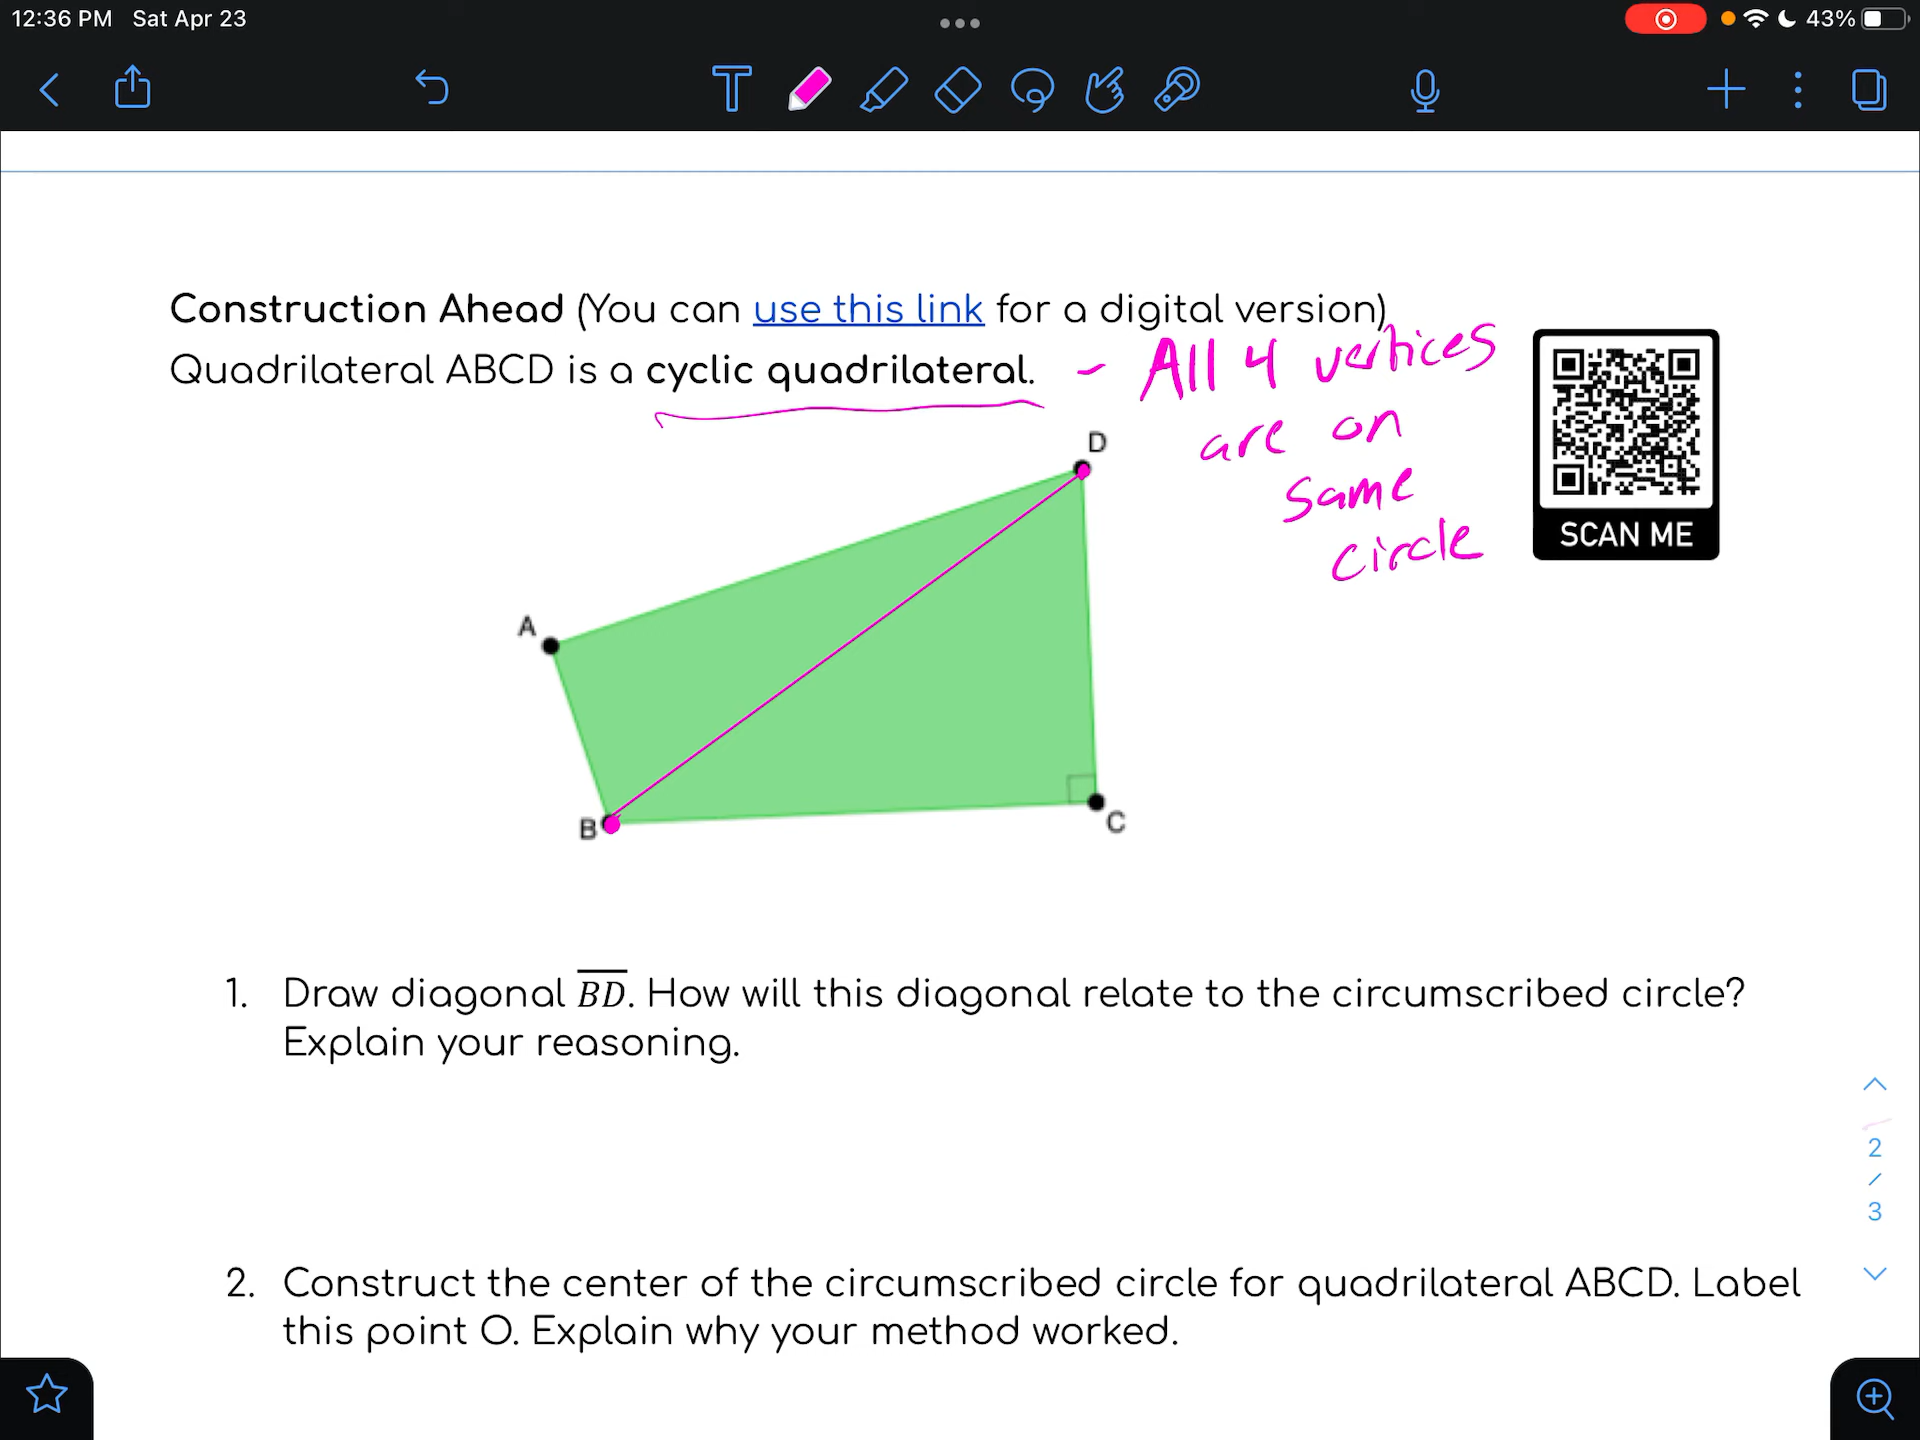 12:36 PM Sat Apr 23
43%
Construction Ahead (You can use this link for a digital version)
Quadrilateral ABCD is a cyclic quadrilateral. - All 4 vertices
are on
same
circle
SCAN ME
D
A
B
C
1. Draw diagonal BD. How will this diagonal relate to the circumscribed circle?
Explain your reasoning.
2
/
3
2. Construct the center of the circumscribed circle for quadrilateral ABCD. Label
this point O. Explain why your method worked.